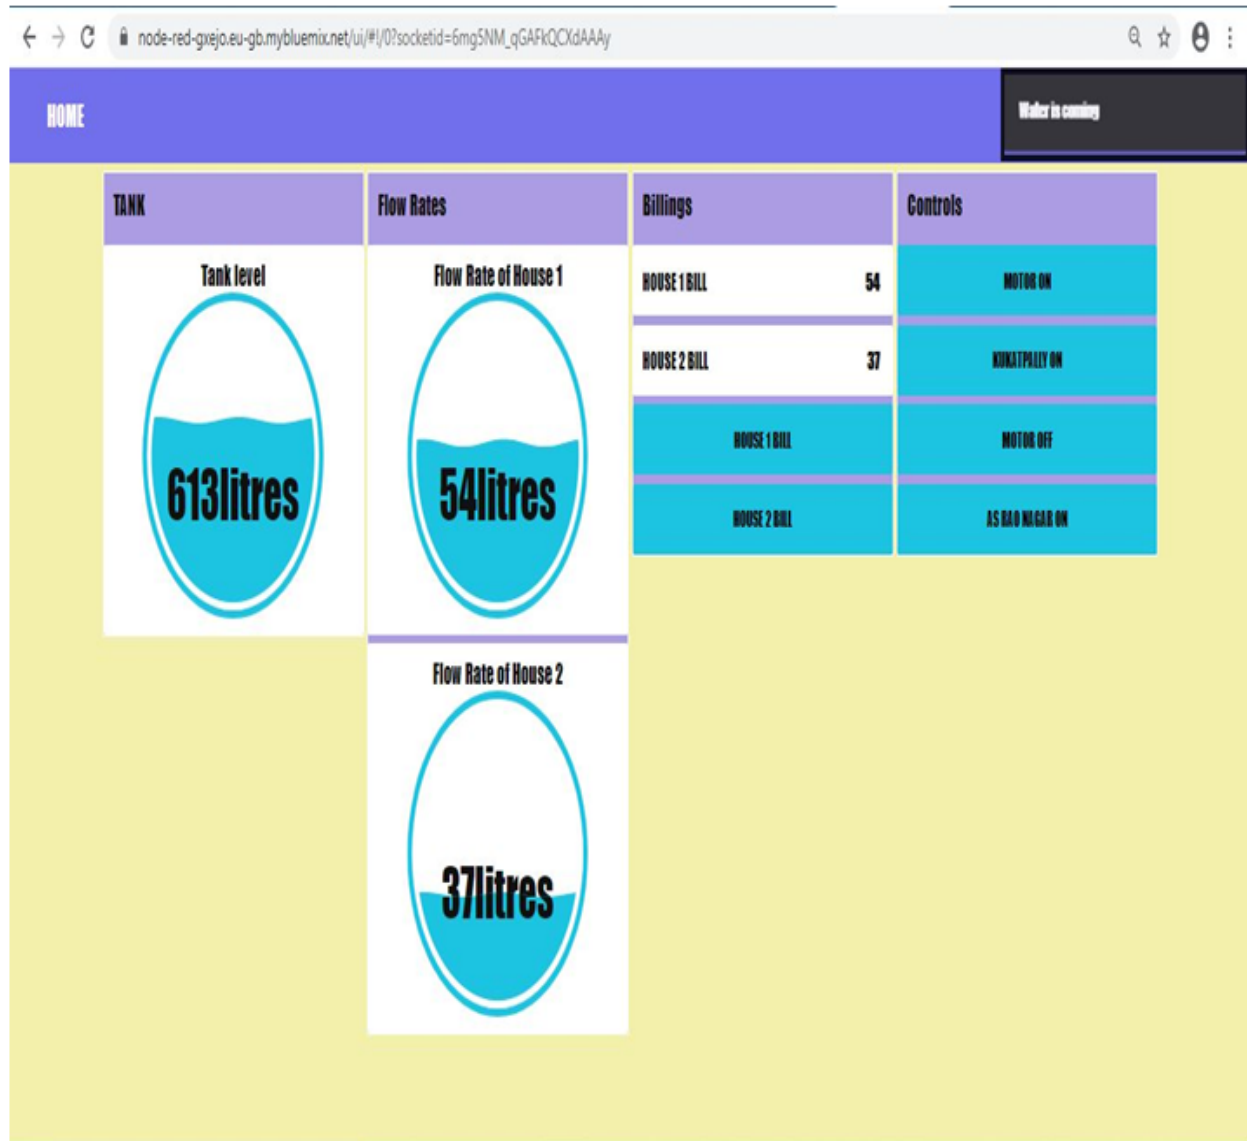 node-red-gxejo.eu-gb.mybluemix.net/ui/#!/0?socketid=6mg5NM_qGAFkQCXdAAAy
HOME
Water is coming
TANK
Tank level
613litres
Flow Rates
Flow Rate of House 1
54litres
Flow Rate of House 2
37litres
Billings
HOUSE 1 BILL 54
HOUSE 2 BILL 37
HOUSE 1 BILL
HOUSE 2 BILL
Controls
MOTOR ON
KUKATPALLY ON
MOTOR OFF
AS RAO NAGAR ON